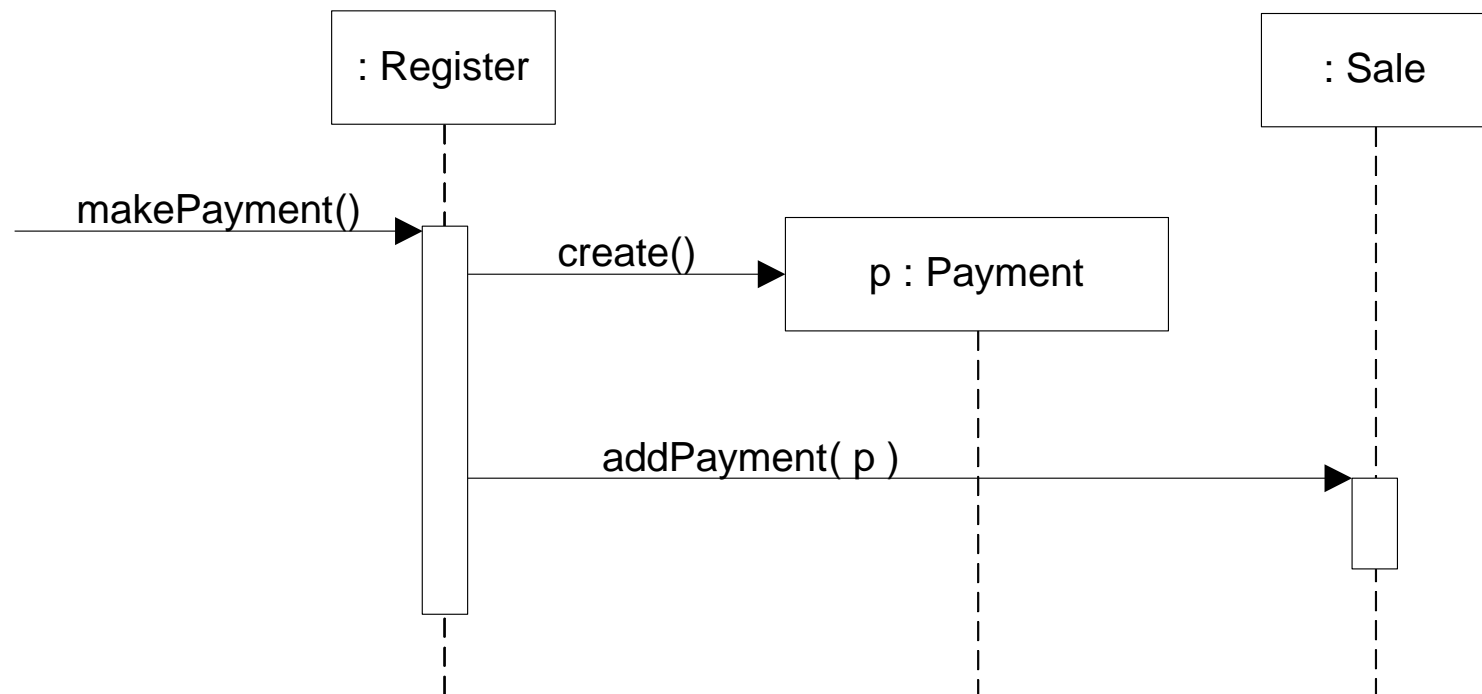 : Register
: Sale
makePayment()
create()
p : Payment
addPayment( p )